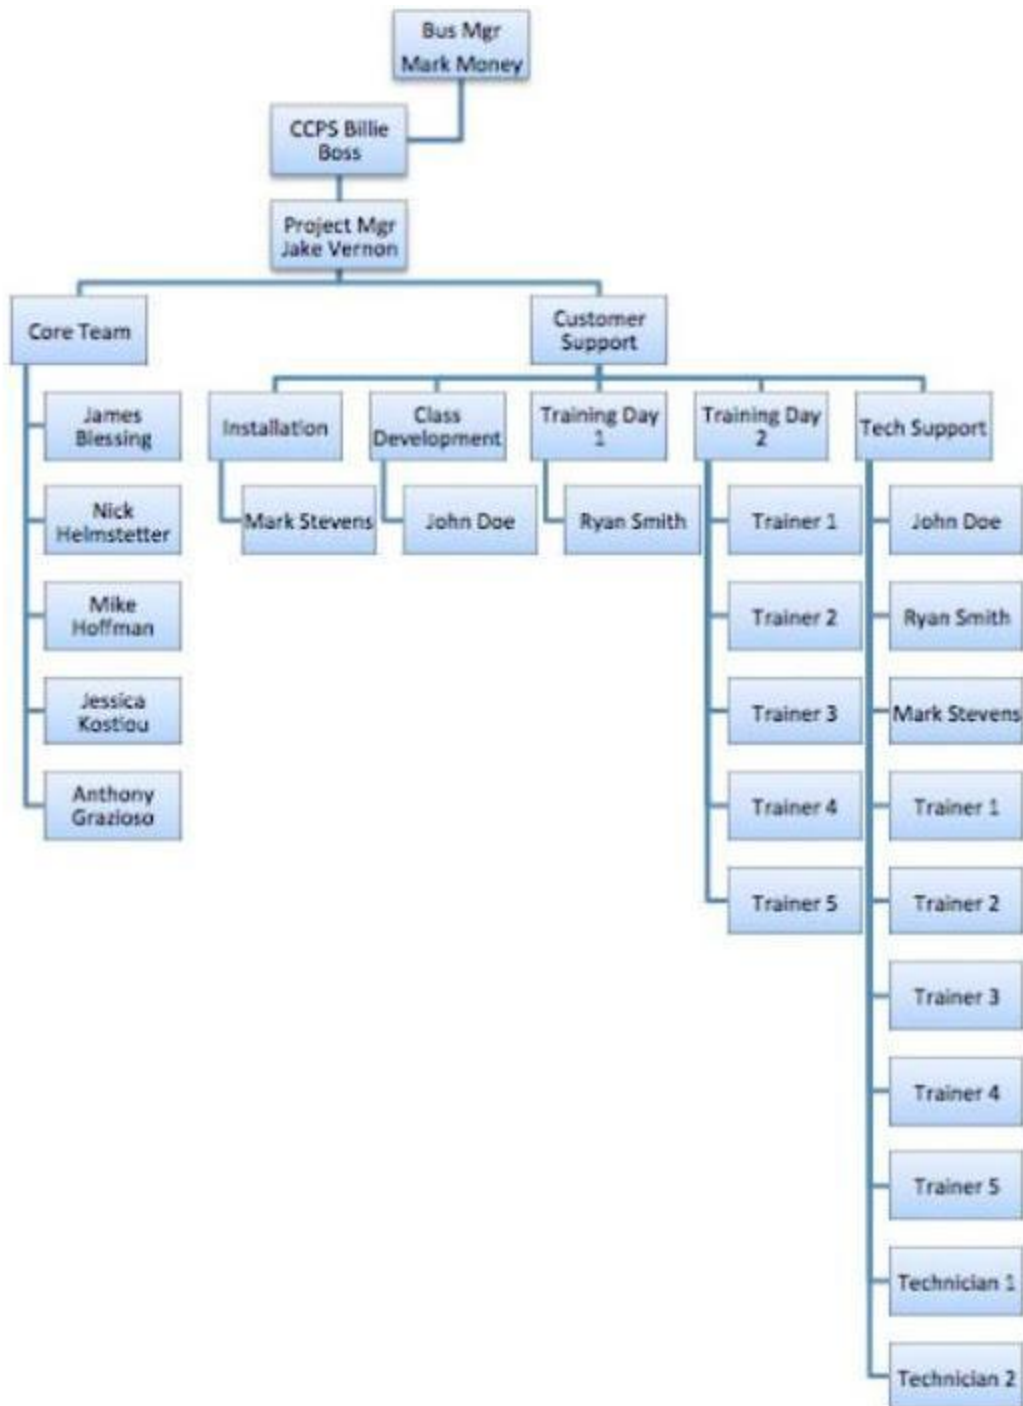 Bus Mgr
Mark Money
CCPS Billie
Boss
Project Mgr
Jake Vernon
Core Team
Customer
Support
James
Blessing
Nick
Helmstetter
Mike
Hoffman
Jessica
Kostiou
Anthony
Grazioso
Installation
Mark Stevens
Class
Development
John Doe
Training Day
1
Ryan Smith
Training Day
2
Trainer 1
Trainer 2
Trainer 3
Trainer 4
Trainer 5
Tech Support
John Doe
Ryan Smith
Mark Stevens
Trainer 1
Trainer 2
Trainer 3
Trainer 4
Trainer 5
Technician 1
Technician 2